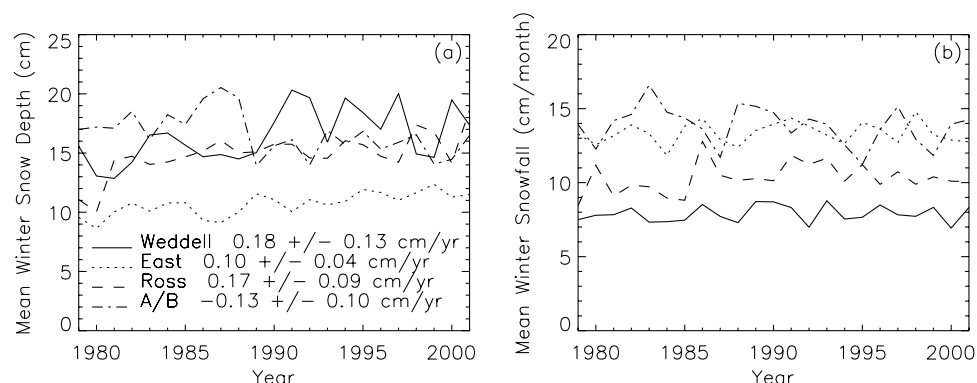 25
20
15
10
5
0
Mean Winter Snow Depth (cm)
(a)
Weddell 0.18 +/- 0.13 cm/yr
East 0.10 +/- 0.04 cm/yr
Ross 0.17 +/- 0.09 cm/yr
A/B -0.13 +/- 0.10 cm/yr
1980 1985 1990 1995 2000
Year
20
15
10
5
0
Mean Winter Snowfall (cm/month)
(b)
1980 1985 1990 1995 2000
Year